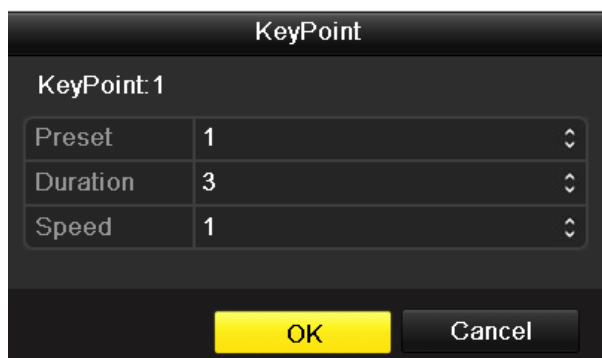 KeyPoint
KeyPoint:1
Preset 1
Duration 3
Speed 1
OK Cancel